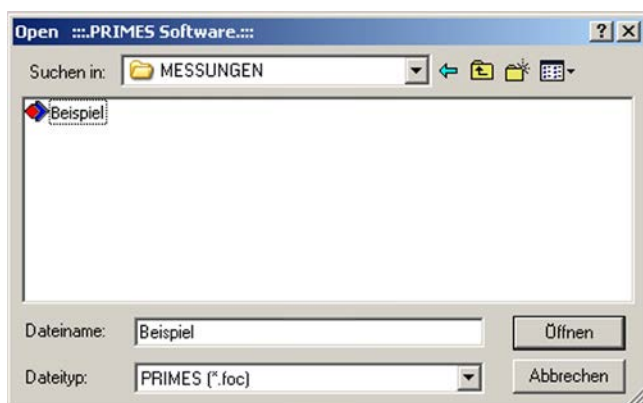 Open :::.PRIMES Software.:::
Suchen in: MESSUNGEN
Beispiel
Dateiname: Beispiel Öffnen
Dateityp: PRIMES (*.foc) Abbrechen